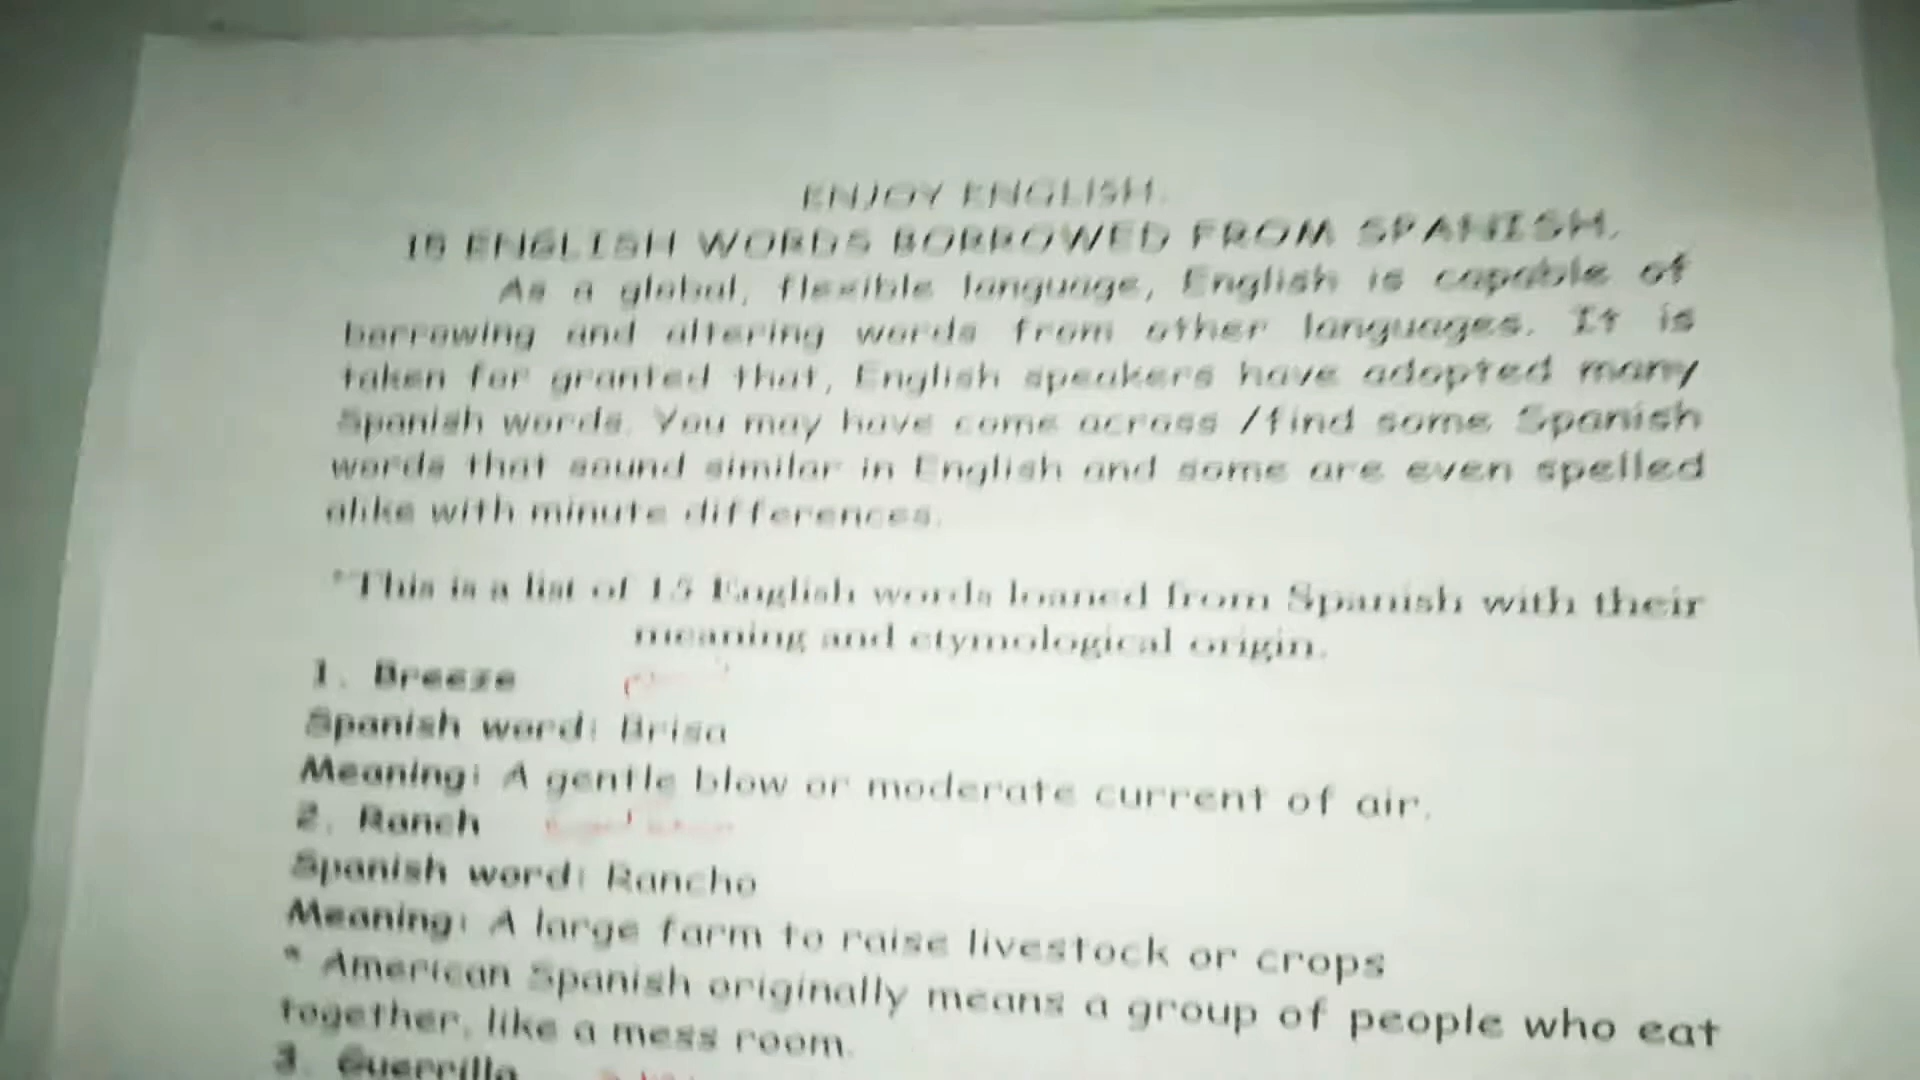 ENJOY ENGLISH.
15 ENGLISH WORDS BORROWED FROM SPANISH.
As a global, flexible language, English is capable of
borrowing and altering words from other languages. It is
taken for granted that, English speakers have adopted many
Spanish words. You may have come across /find some Spanish
words that sound similar in English and some are even spelled
alike with minute differences.
*This is a list of 15 English words loaned from Spanish with their
meaning and etymological origin.
1. Breeze
Spanish word: Brisa
Meaning: A gentle blow or moderate current of air.
2. Ranch
Spanish word: Rancho
Meaning: A large farm to raise livestock or crops
* American Spanish originally means a group of people who eat
together, like a mess room.
3. Guerrilla